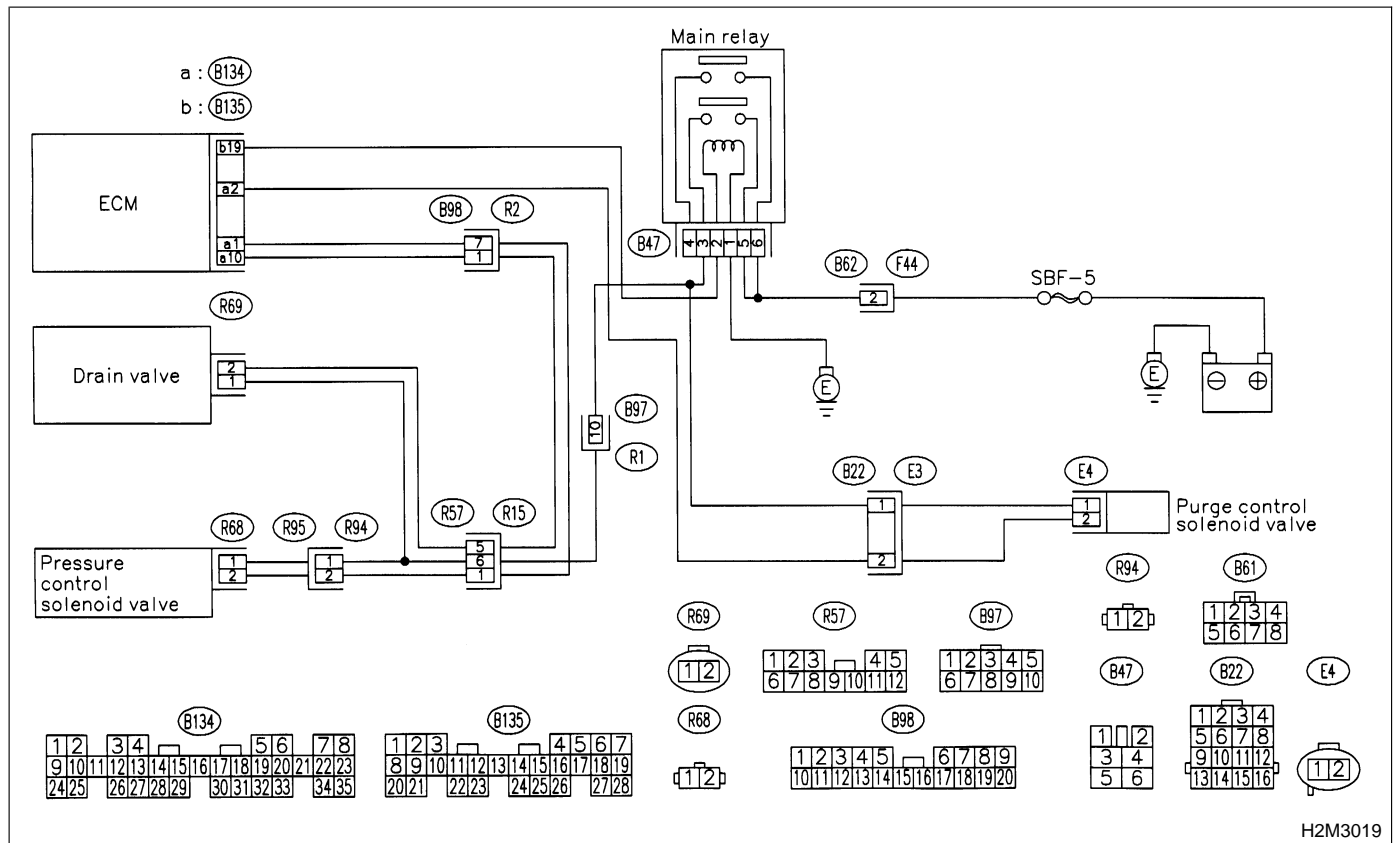 Main relay
a : B134
b : B135
ECM
b19
a2
a1
a10
B98 R2
7
1
B47
4 3 2 1 5 6
B62 F44
2
SBF-5
E
E
⊖ ⊕
R69
Drain valve
2
1
B97
10
R1
R68 R95 R94
Pressure
control
solenoid valve
1
2
1
2
R57 R15
5
6
1
B22 E3
1
2
E4
1
2
Purge control
solenoid valve
R94
1 2
B61
1 2 3 4
5 6 7 8
R69
1 2
R57
1 2 3 4 5
6 7 8 9 10 11 12
B97
1 2 3 4 5
6 7 8 9 10
B47
1 2
3 4
5 6
B22
1 2 3 4
5 6 7 8
9 10 11 12
13 14 15 16
E4
1 2
B134
1 2 3 4 5 6 7 8
9 10 11 12 13 14 15 16 17 18 19 20 21 22 23
24 25 26 27 28 29 30 31 32 33 34 35
B135
1 2 3 4 5 6 7
8 9 10 11 12 13 14 15 16 17 18 19
20 21 22 23 24 25 26 27 28
R68
1 2
B98
1 2 3 4 5 6 7 8 9
10 11 12 13 14 15 16 17 18 19 20
H2M3019